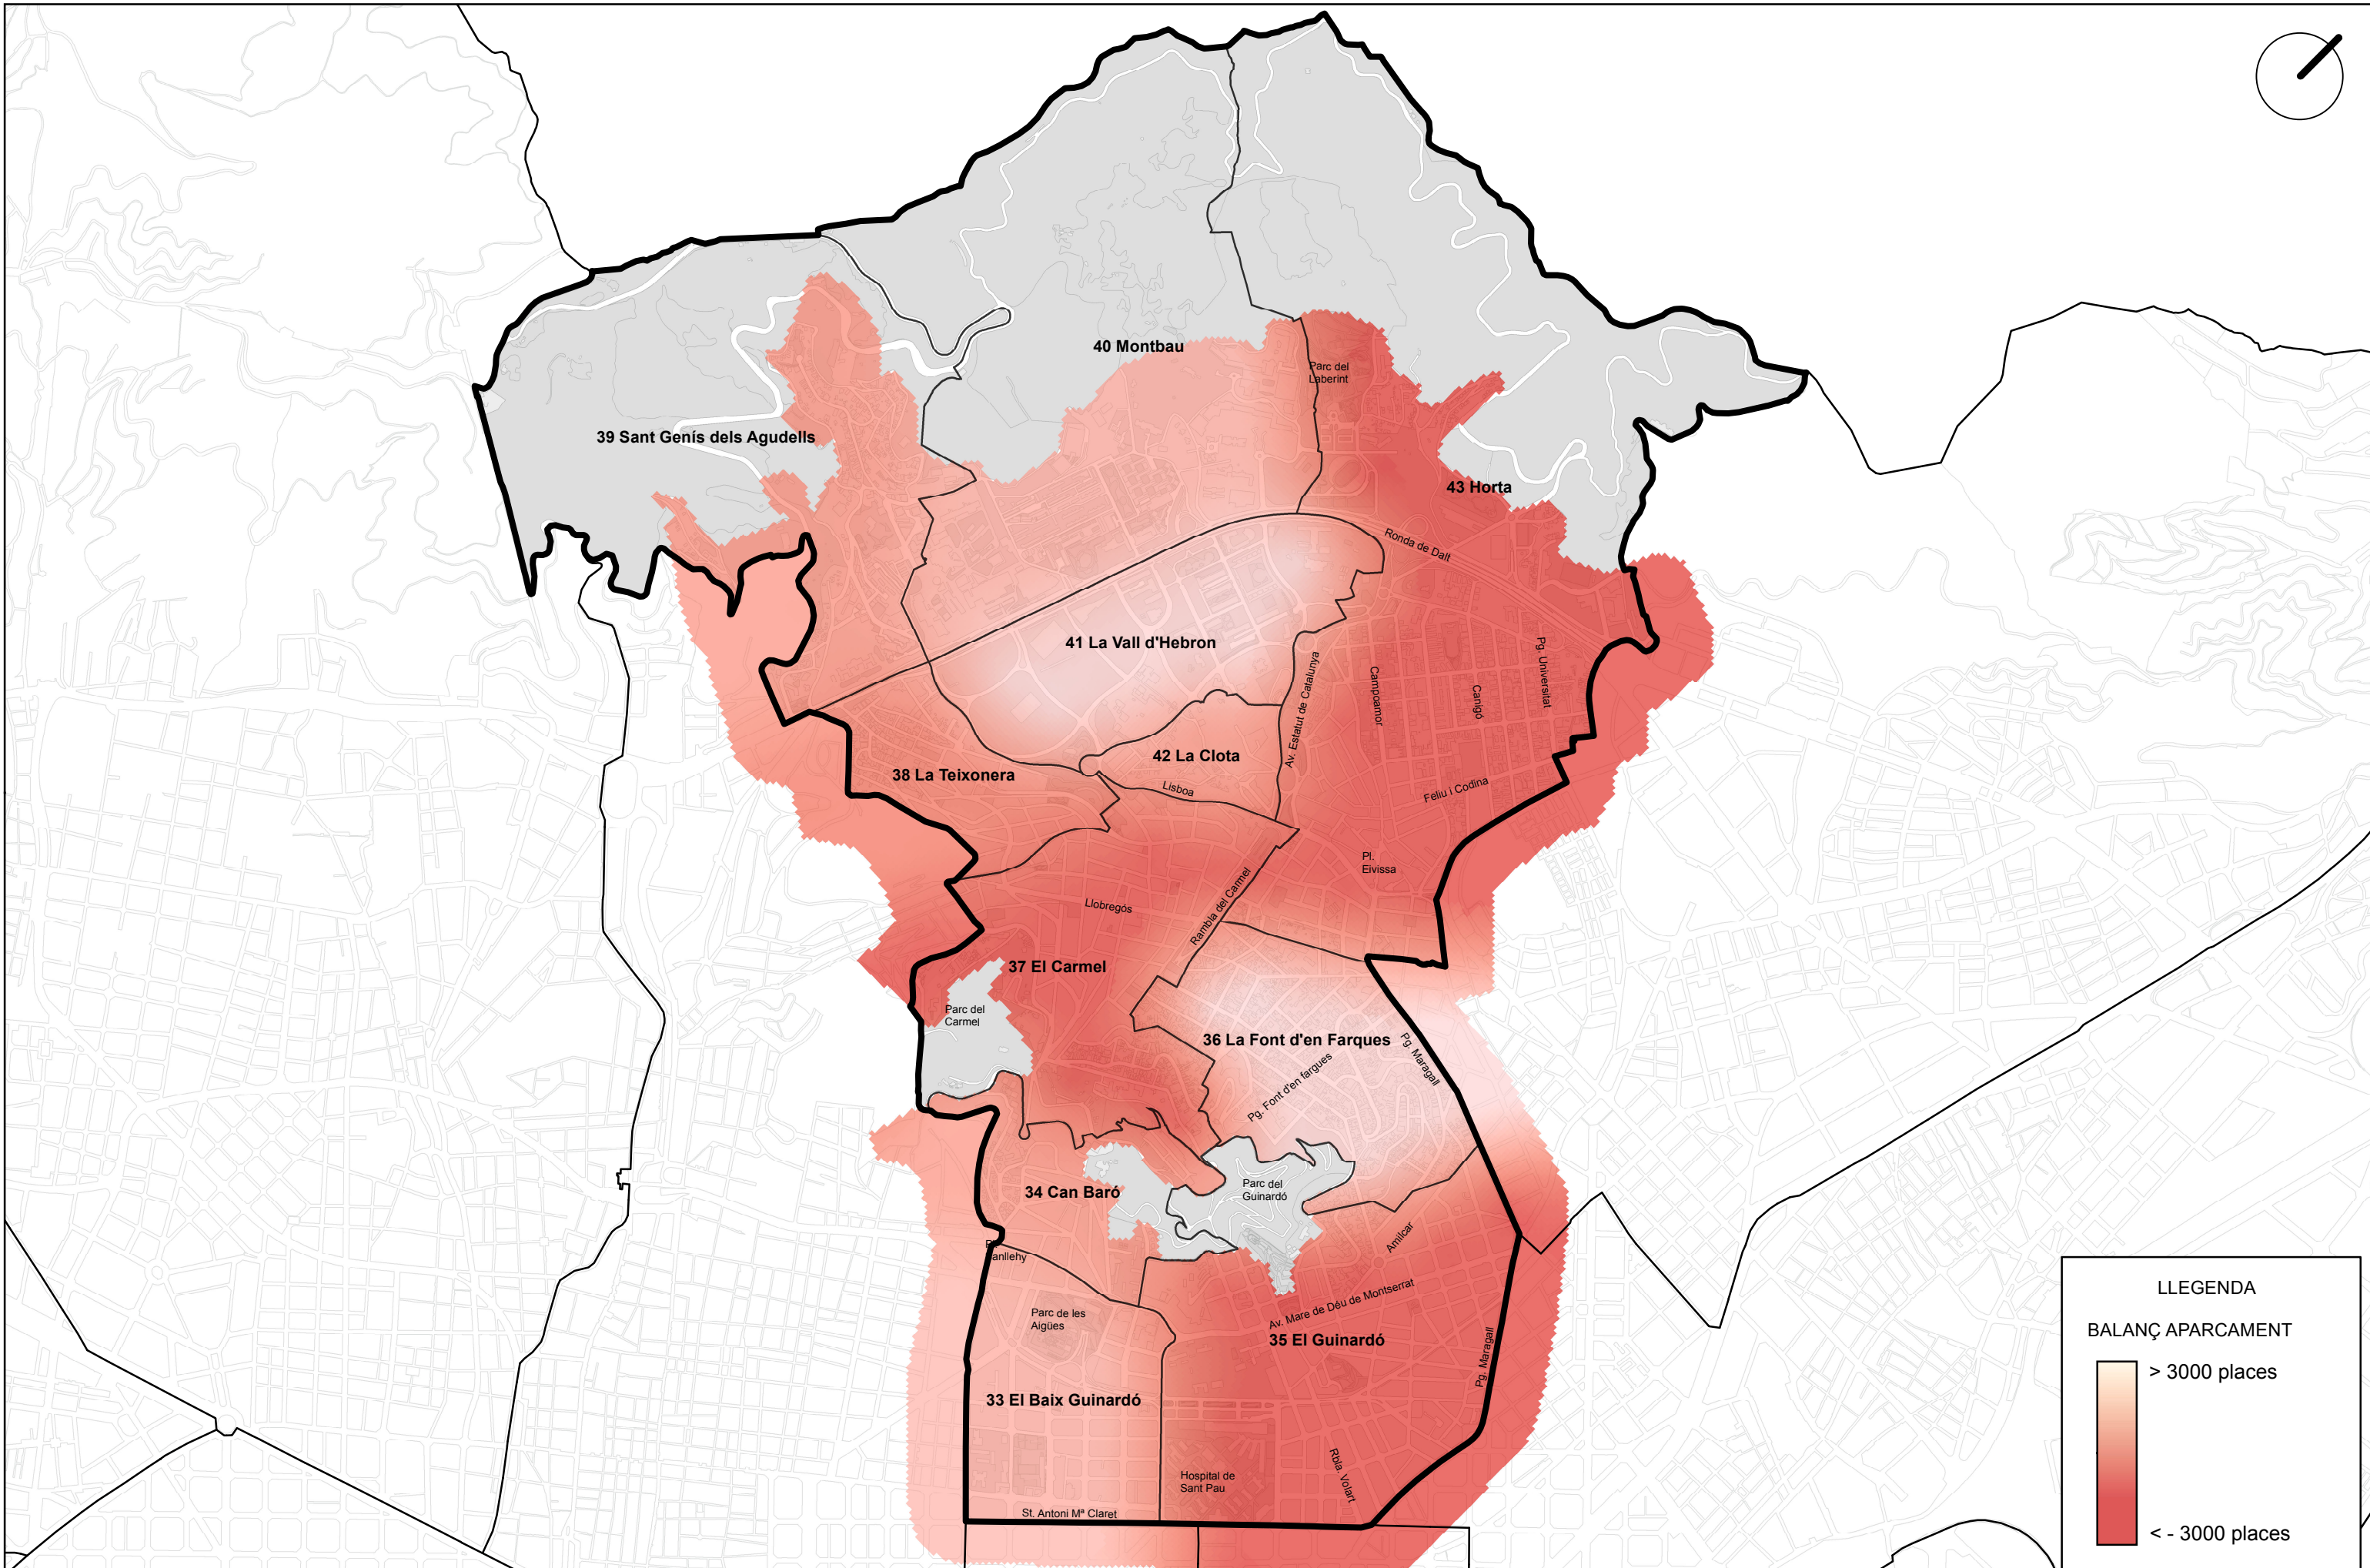 40 Montbau
Parc del
Laberint
39 Sant Genís dels Agudells
43 Horta
Ronda de Dalt
41 La Vall d'Hebron
Pg. Universitat
Campoamor
Canigó
Av. Estatut de Catalunya
42 La Clota
38 La Teixonera
Lisboa
Feliu i Codina
Pl.
Eivissa
Llobregós
Rambla del Carmel
37 El Carmel
Parc del
Carmel
36 La Font d'en Farques
Pg. Maragall
Pg. Font d'en fargues
34 Can Baró
Parc del
Guinardó
Amilcar
Parc de les
Aigües
Av. Mare de Déu de Montserrat
35 El Guinardó
Pg. Maragall
33 El Baix Guinardó
Hospital de
Sant Pau
Rbla. Volart
St. Antoni Mª Claret
LLEGENDA
BALANÇ APARCAMENT
> 3000 places
< - 3000 places